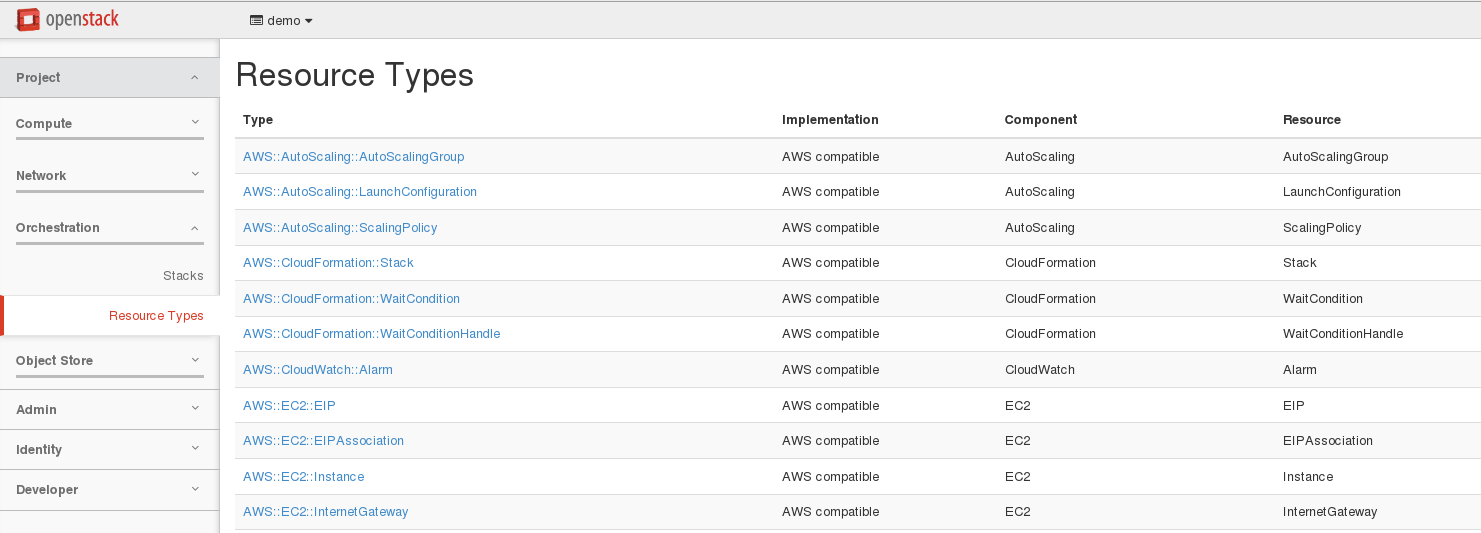 openstack
demo
Project
Compute
Network
Orchestration
Stacks
Resource Types
Object Store
Admin
Identity
Developer
Resource Types
Type Implementation Component Resource
AWS::AutoScaling::AutoScalingGroup AWS compatible AutoScaling AutoScalingGroup
AWS::AutoScaling::LaunchConfiguration AWS compatible AutoScaling LaunchConfiguration
AWS::AutoScaling::ScalingPolicy AWS compatible AutoScaling ScalingPolicy
AWS::CloudFormation::Stack AWS compatible CloudFormation Stack
AWS::CloudFormation::WaitCondition AWS compatible CloudFormation WaitCondition
AWS::CloudFormation::WaitConditionHandle AWS compatible CloudFormation WaitConditionHandle
AWS::CloudWatch::Alarm AWS compatible CloudWatch Alarm
AWS::EC2::EIP AWS compatible EC2 EIP
AWS::EC2::EIPAssociation AWS compatible EC2 EIPAssociation
AWS::EC2::Instance AWS compatible EC2 Instance
AWS::EC2::InternetGateway AWS compatible EC2 InternetGateway